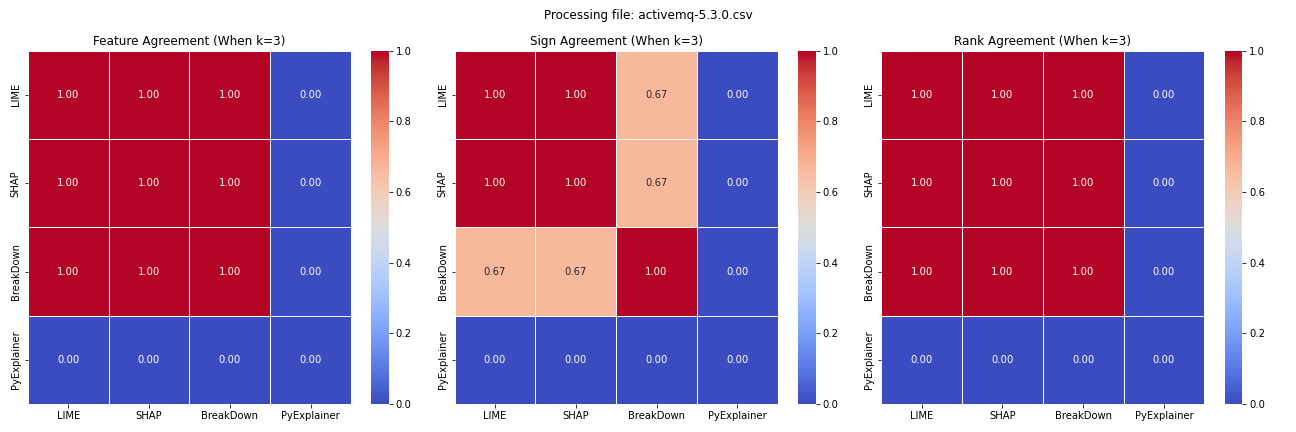 Processing file: activemq-5.3.0.csv
Feature Agreement (When k=3)
LIME
SHAP
BreakDown
PyExplainer
1.00 1.00 1.00 0.00
1.00 1.00 1.00 0.00
1.00 1.00 1.00 0.00
0.00 0.00 0.00 0.00
LIME SHAP BreakDown PyExplainer
1.0
0.8
0.6
0.4
0.2
0.0
Sign Agreement (When k=3)
LIME
SHAP
BreakDown
PyExplainer
1.00 1.00 0.67 0.00
1.00 1.00 0.67 0.00
0.67 0.67 1.00 0.00
0.00 0.00 0.00 0.00
LIME SHAP BreakDown PyExplainer
1.0
0.8
0.6
0.4
0.2
0.0
Rank Agreement (When k=3)
LIME
SHAP
BreakDown
PyExplainer
1.00 1.00 1.00 0.00
1.00 1.00 1.00 0.00
1.00 1.00 1.00 0.00
0.00 0.00 0.00 0.00
LIME SHAP BreakDown PyExplainer
1.0
0.8
0.6
0.4
0.2
0.0